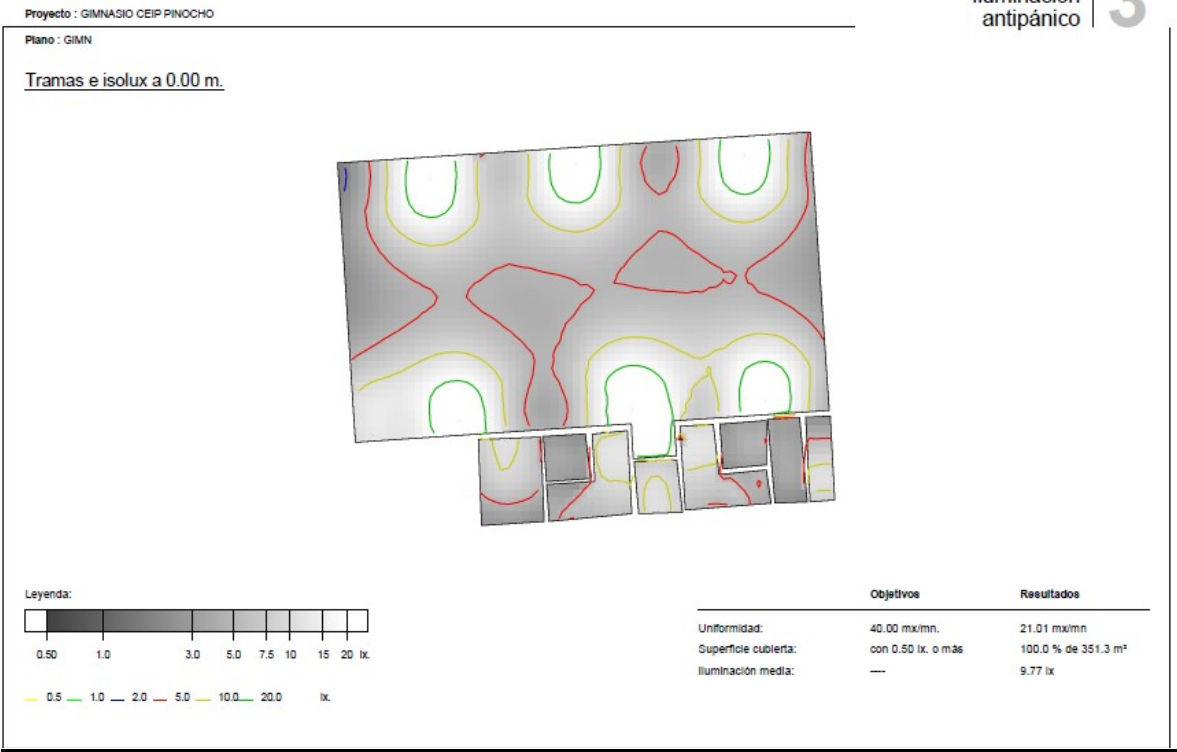 Proyecto : GIMNASIO CEIP PINOCHO
iluminación
antipánico
3
Plano : GIMN
Tramas e isolux a 0.00 m.
Leyenda:
0.50 1.0 3.0 5.0 7.5 10 15 20 lx.
0.5 1.0 2.0 5.0 10.0 20.0 lx.
Objetivos Resultados
Uniformidad: 40.00 mx/mn. 21.01 mx/mn
Superficie cubierta: con 0.50 lx. o más 100.0 % de 351.3 m²
Iluminación media: ---- 9.77 lx